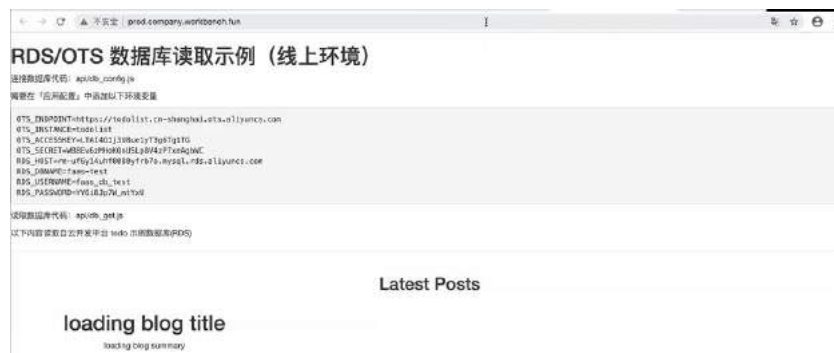 不安全 prod.company.workbench.fun
RDS/OTS 数据库读取示例（线上环境）
连接数据库代码：api/db_config.js
需要在「应用配置」中添加以下环境变量
OTS_ENDPOINT=https://todolist.cn-shanghai.ots.aliyuncs.com
OTS_INSTANCE=todolist
RDS_DBNAME=faas-test
RDS_USERNAME=faas_db_test
读取数据库代码：api/db_get.js
以下内容读取自云开发平台 todo 示例数据库(RDS)
Latest Posts
loading blog title
loading blog summary